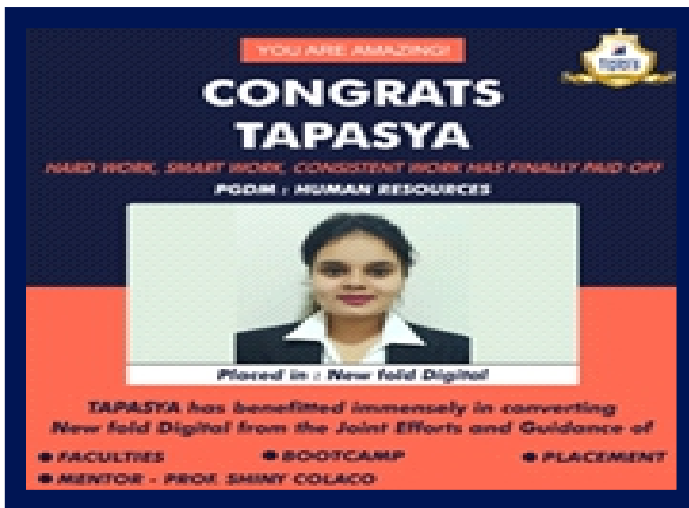 YOU ARE AMAZING!
CONGRATS
TAPASYA
HARD WORK, SMART WORK, CONSISTENT WORK HAS FINALLY PAID OFF
PGDM : HUMAN RESOURCES
Placed in : New fold Digital
TAPASYA has benefitted immensely in converting
New fold Digital from the Joint Efforts and Guidance of
● FACULTIES ● BOOTCAMP ● PLACEMENT
● MENTOR - PROF. SHINY COLACO